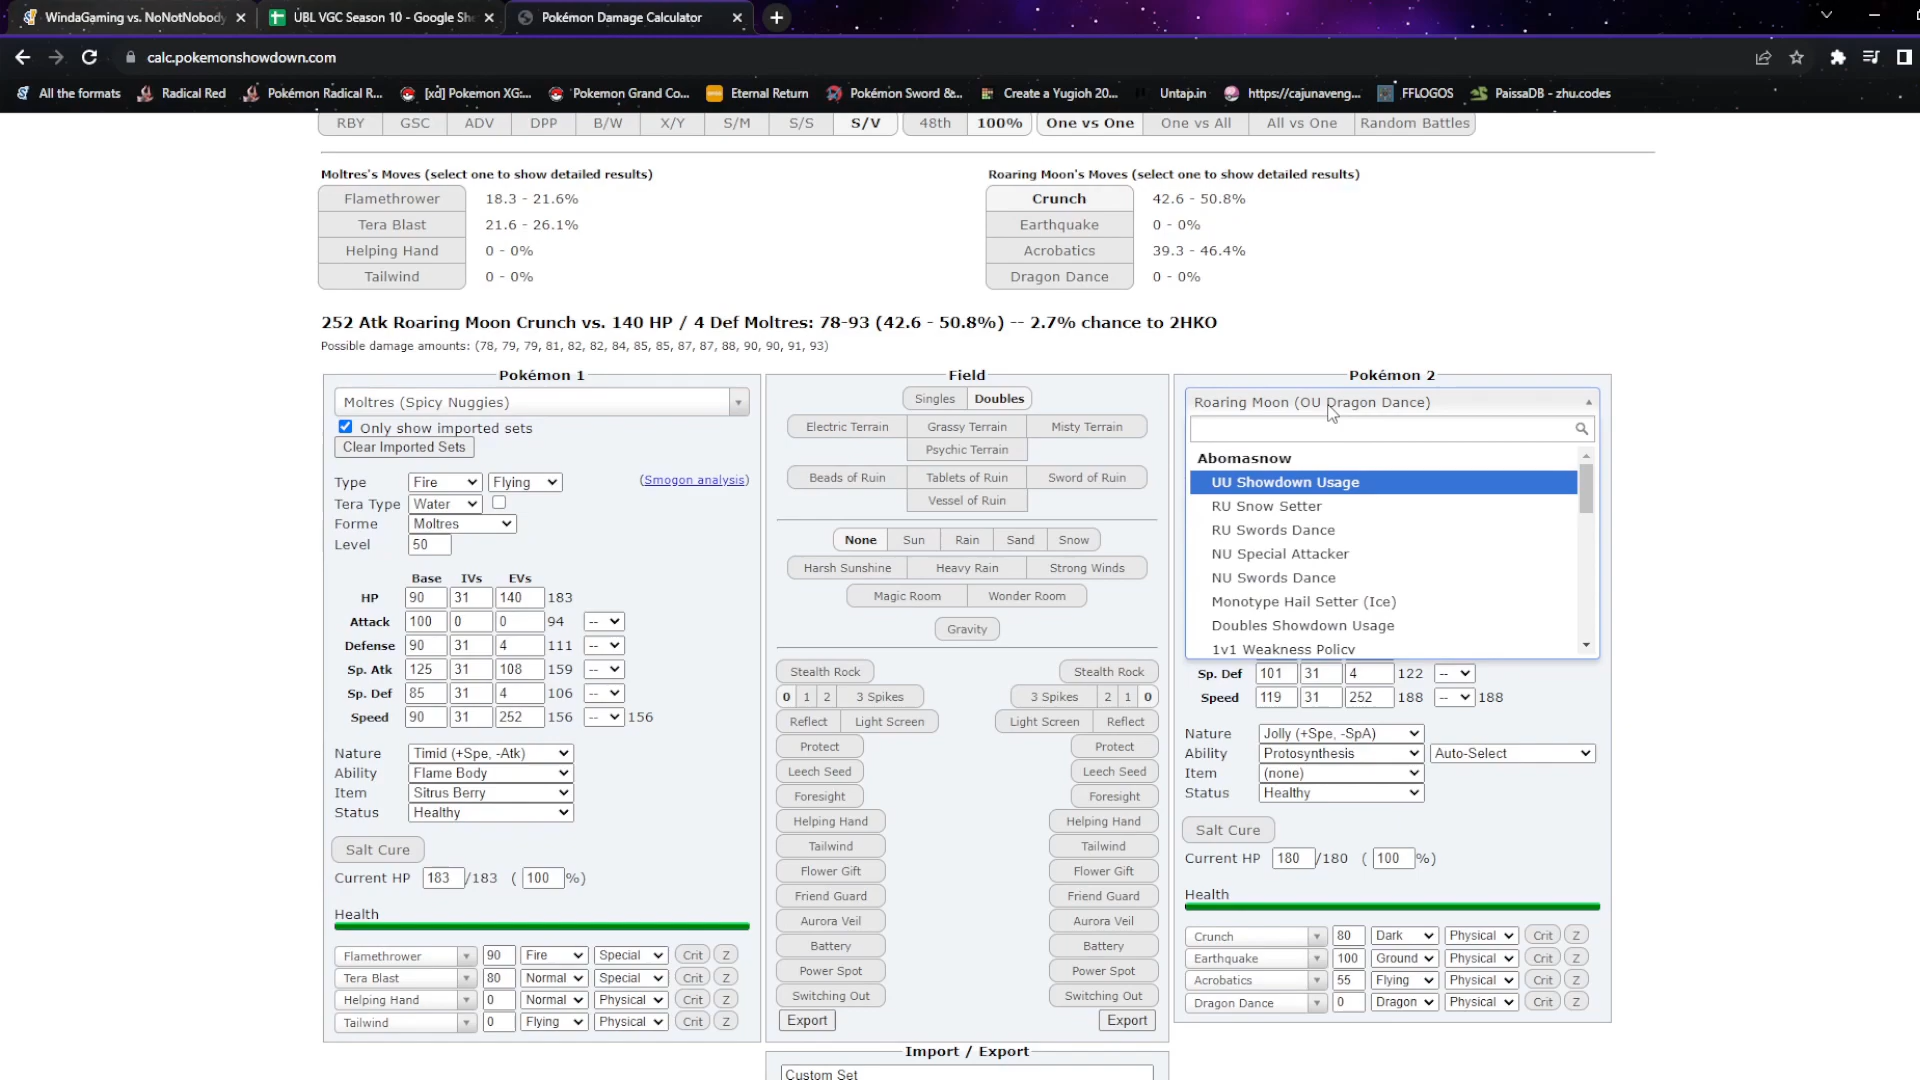 WindaGaming vs. NoNotNobody
UBL VGC Season 10 - Google She
Pokémon Damage Calculator
calc.pokemonshowdown.com
All the formats
Radical Red
Pokémon Radical R...
[xd] Pokemon XG:...
Pokemon Grand Co...
Eternal Return
Pokémon Sword &...
Create a Yugioh 20...
Untap.in
https://cajunaveng...
FFLOGOS
PaissaDB - zhu.codes
RBY GSC ADV DPP B/W X/Y S/M S/S S/V 48th 100% One vs One One vs All All vs One Random Battles
Moltres's Moves (select one to show detailed results)
Flamethrower 18.3 - 21.6%
Tera Blast 21.6 - 26.1%
Helping Hand 0 - 0%
Tailwind 0 - 0%
Roaring Moon's Moves (select one to show detailed results)
Crunch 42.6 - 50.8%
Earthquake 0 - 0%
Acrobatics 39.3 - 46.4%
Dragon Dance 0 - 0%
252 Atk Roaring Moon Crunch vs. 140 HP / 4 Def Moltres: 78-93 (42.6 - 50.8%) -- 2.7% chance to 2HKO
Possible damage amounts: (78, 79, 79, 81, 82, 82, 84, 85, 85, 87, 87, 88, 90, 90, 91, 93)
Pokémon 1
Moltres (Spicy Nuggies)
Only show imported sets
Clear Imported Sets
Type Fire Flying (Smogon analysis)
Tera Type Water
Forme Moltres
Level 50
Base IVs EVs
HP 90 31 140 183
Attack 100 0 0 94 --
Defense 90 31 4 111 --
Sp. Atk 125 31 108 159 --
Sp. Def 85 31 4 106 --
Speed 90 31 252 156 -- 156
Nature Timid (+Spe, -Atk)
Ability Flame Body
Item Sitrus Berry
Status Healthy
Salt Cure
Current HP 183 /183 ( 100 %)
Health
Flamethrower 90 Fire Special Crit Z
Tera Blast 80 Normal Special Crit Z
Helping Hand 0 Normal Physical Crit Z
Tailwind 0 Flying Physical Crit Z
Field
Singles Doubles
Electric Terrain Grassy Terrain Misty Terrain
Psychic Terrain
Beads of Ruin Tablets of Ruin Sword of Ruin
Vessel of Ruin
None Sun Rain Sand Snow
Harsh Sunshine Heavy Rain Strong Winds
Magic Room Wonder Room
Gravity
Stealth Rock Stealth Rock
0 1 2 3 Spikes 3 Spikes 2 1 0
Reflect Light Screen Light Screen Reflect
Protect Protect
Leech Seed Leech Seed
Foresight Foresight
Helping Hand Helping Hand
Tailwind Tailwind
Flower Gift Flower Gift
Friend Guard Friend Guard
Aurora Veil Aurora Veil
Battery Battery
Power Spot Power Spot
Switching Out Switching Out
Export Export
Import / Export
Custom Set
Pokémon 2
Roaring Moon (OU Dragon Dance)
Abomasnow
UU Showdown Usage
RU Snow Setter
RU Swords Dance
NU Special Attacker
NU Swords Dance
Monotype Hail Setter (Ice)
Doubles Showdown Usage
1v1 Weakness Policy
Sp. Def 101 31 4 122 --
Speed 119 31 252 188 -- 188
Nature Jolly (+Spe, -SpA)
Ability Protosynthesis Auto-Select
Item (none)
Status Healthy
Salt Cure
Current HP 180 /180 ( 100 %)
Health
Crunch 80 Dark Physical Crit Z
Earthquake 100 Ground Physical Crit Z
Acrobatics 55 Flying Physical Crit Z
Dragon Dance 0 Dragon Physical Crit Z